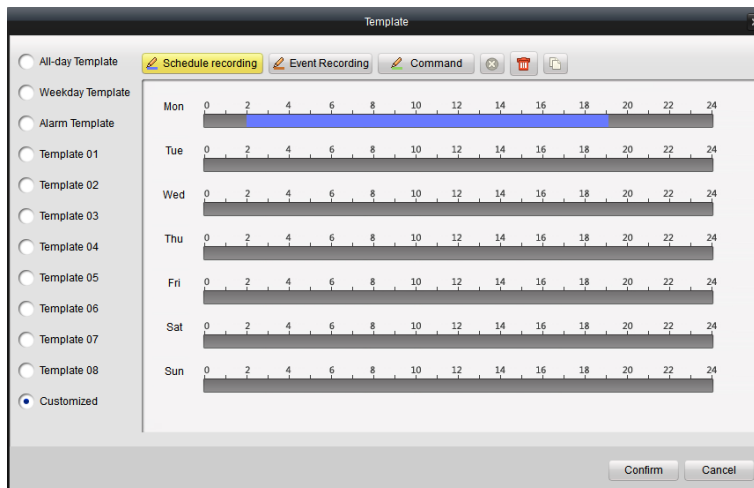 Template
All-day Template
Weekday Template
Alarm Template
Template 01
Template 02
Template 03
Template 04
Template 05
Template 06
Template 07
Template 08
Customized
Schedule recording Event Recording Command
Mon 0 2 4 6 8 10 12 14 16 18 20 22 24
Tue 0 2 4 6 8 10 12 14 16 18 20 22 24
Wed 0 2 4 6 8 10 12 14 16 18 20 22 24
Thu 0 2 4 6 8 10 12 14 16 18 20 22 24
Fri 0 2 4 6 8 10 12 14 16 18 20 22 24
Sat 0 2 4 6 8 10 12 14 16 18 20 22 24
Sun 0 2 4 6 8 10 12 14 16 18 20 22 24
Confirm Cancel